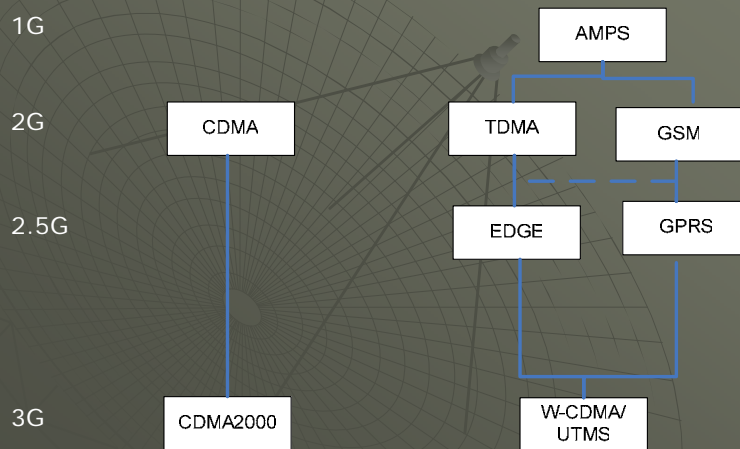 1G
AMPS
2G
CDMA
TDMA
GSM
2.5G
EDGE
GPRS
3G
CDMA2000
W-CDMA/
UTMS